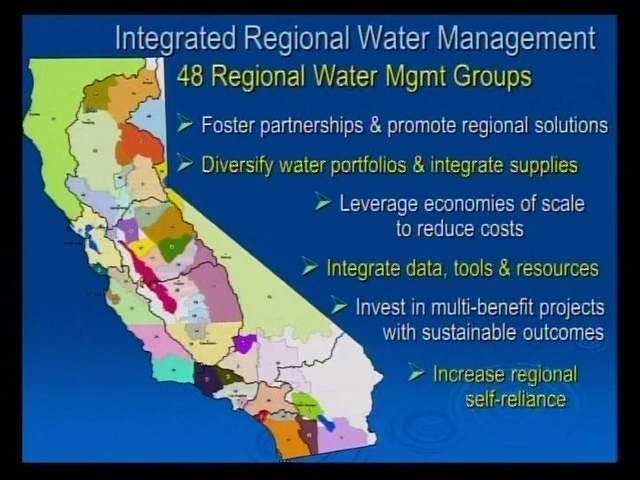 Integrated Regional Water Management
48 Regional Water Mgmt Groups
Foster partnerships & promote regional solutions
Diversify water portfolios & integrate supplies
Leverage economies of scale
to reduce costs
Integrate data, tools & resources
Invest in multi-benefit projects
with sustainable outcomes
Increase regional
self-reliance